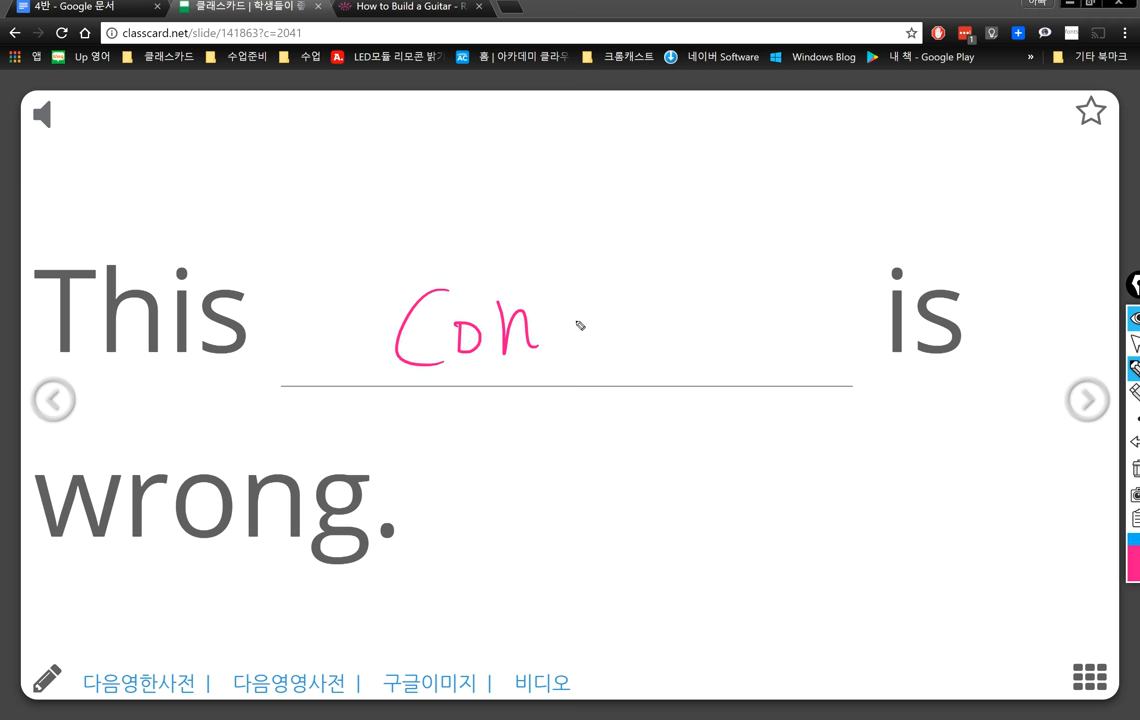 4반 - Google 문서
클래스카드 | 학생들이 즐
How to Build a Guitar - R
아빠
classcard.net/slide/141863?c=2041
앱 Up 영어 클래스카드 수업준비 수업 LED모듈 리모콘 밝기 홈 | 아카데미 클라우 크롬캐스트 네이버 Software Windows Blog 내 책 - Google Play » 기타 북마크
This Con is
wrong.
다음영한사전 | 다음영영사전 | 구글이미지 | 비디오